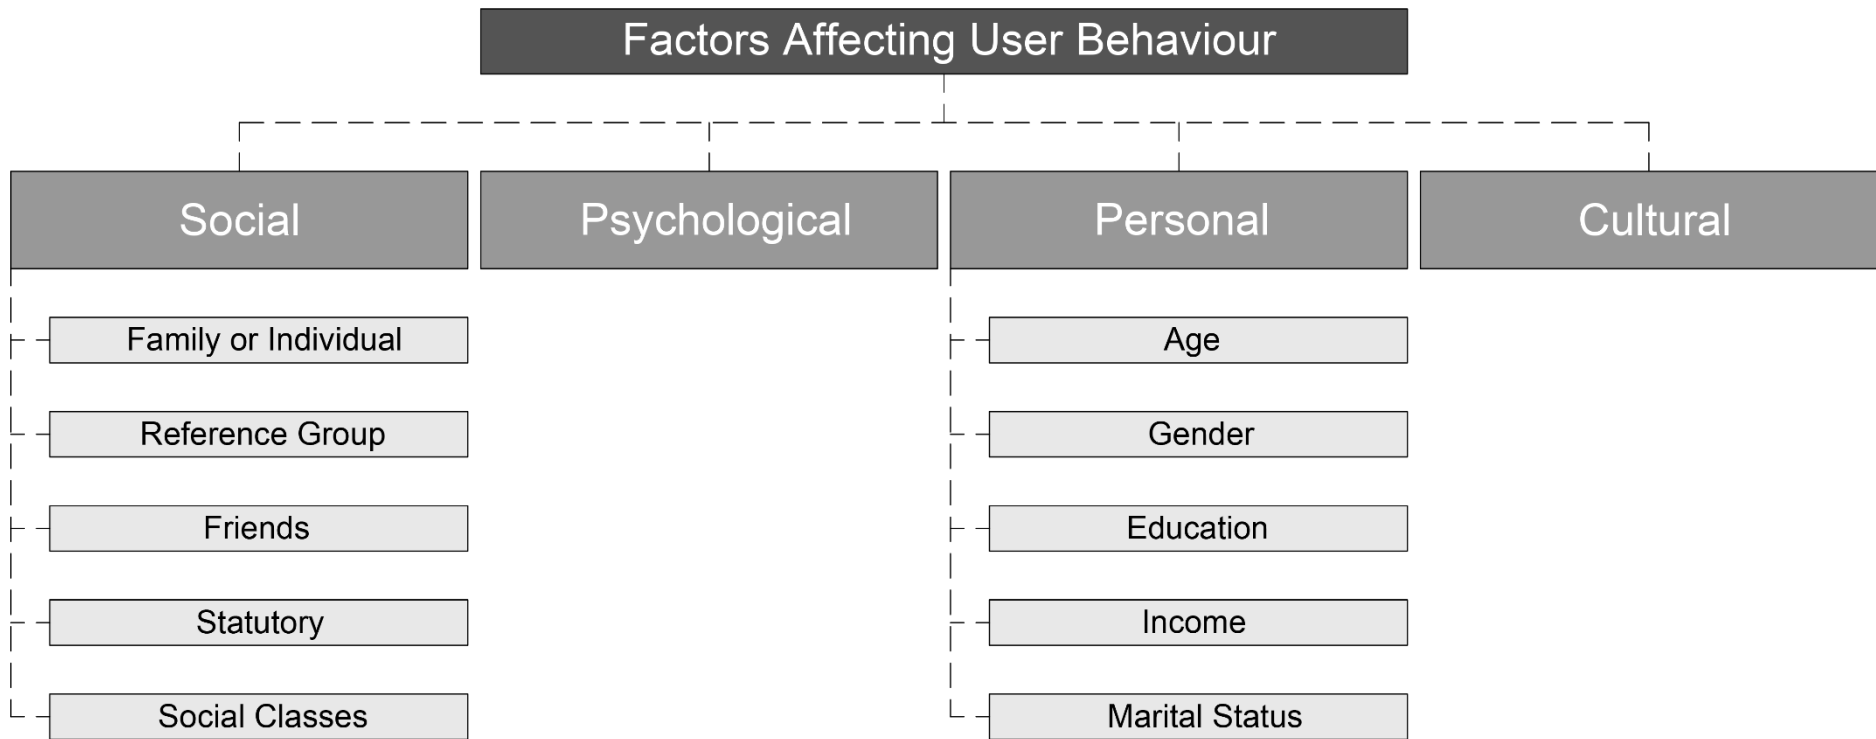 Factors Affecting User Behaviour
Social
Psychological
Personal
Cultural
Family or Individual
Reference Group
Friends
Statutory
Social Classes
Age
Gender
Education
Income
Marital Status